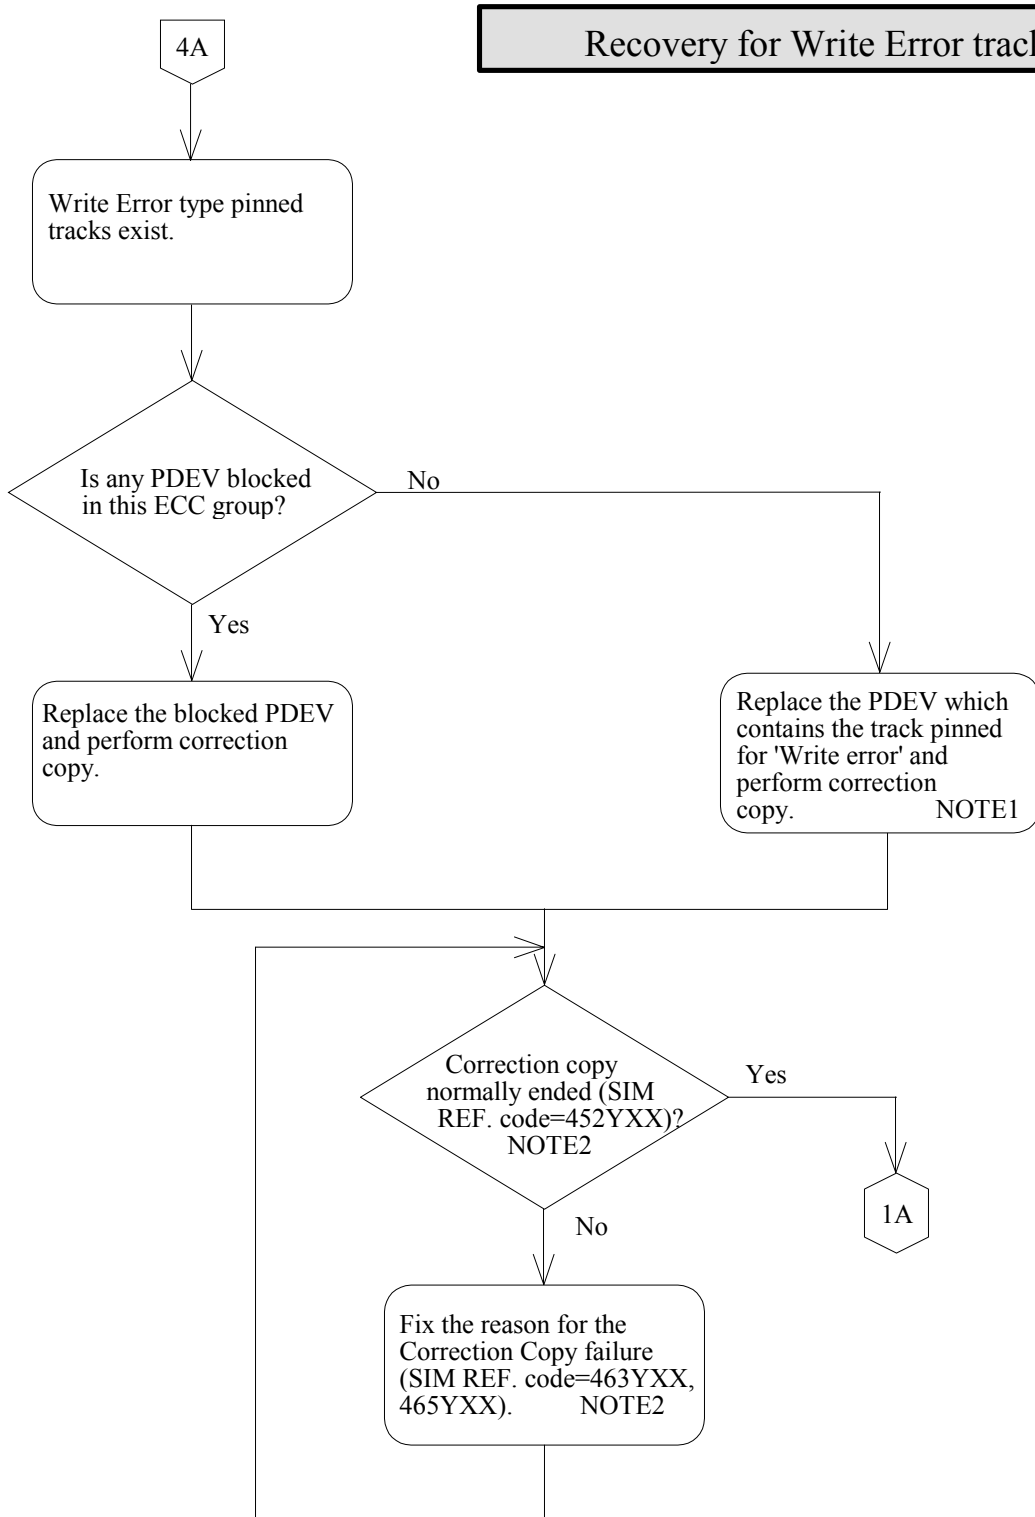 4A
Recovery for Write Error track
Write Error type pinned
tracks exist.
Is any PDEV blocked
in this ECC group?
No
Yes
Replace the blocked PDEV
and perform correction
copy.
Replace the PDEV which
contains the track pinned
for 'Write error' and
perform correction
copy. NOTE1
Correction copy
normally ended (SIM
REF. code=452YXX)?
NOTE2
Yes
1A
No
Fix the reason for the
Correction Copy failure
(SIM REF. code=463YXX,
465YXX). NOTE2